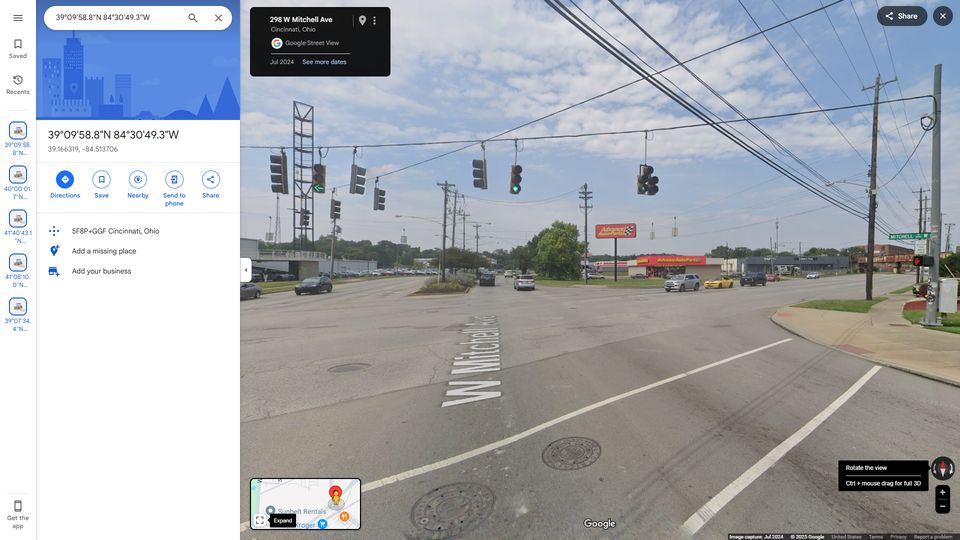 39°09'58.8"N 84°30'49.3"W
Saved
Recents
39°09'58.
8"N...
40°00'01.
7"N...
41°40'43.
41°08'10.
0"N...
39°07'34.
4"N...
Get the
app
39°09'58.8"N 84°30'49.3"W
39.166319, -84.513706
Directions
Save
Nearby
Send to
phone
Share
5F8P+GGF Cincinnati, Ohio
Add a missing place
Add your business
298 W Mitchell Ave
Cincinnati, Ohio
Google Street View
Jul 2024 See more dates
Share
Advance
Auto Parts
Advance Auto Parts
MITCHELL
W Mitchell Ave
Sunbelt Rentals
Kroger
Expand
Rotate the view
Ctrl + mouse drag for full 3D
Google
Image capture: Jul 2024 © 2025 Google United States Terms Privacy Report a problem